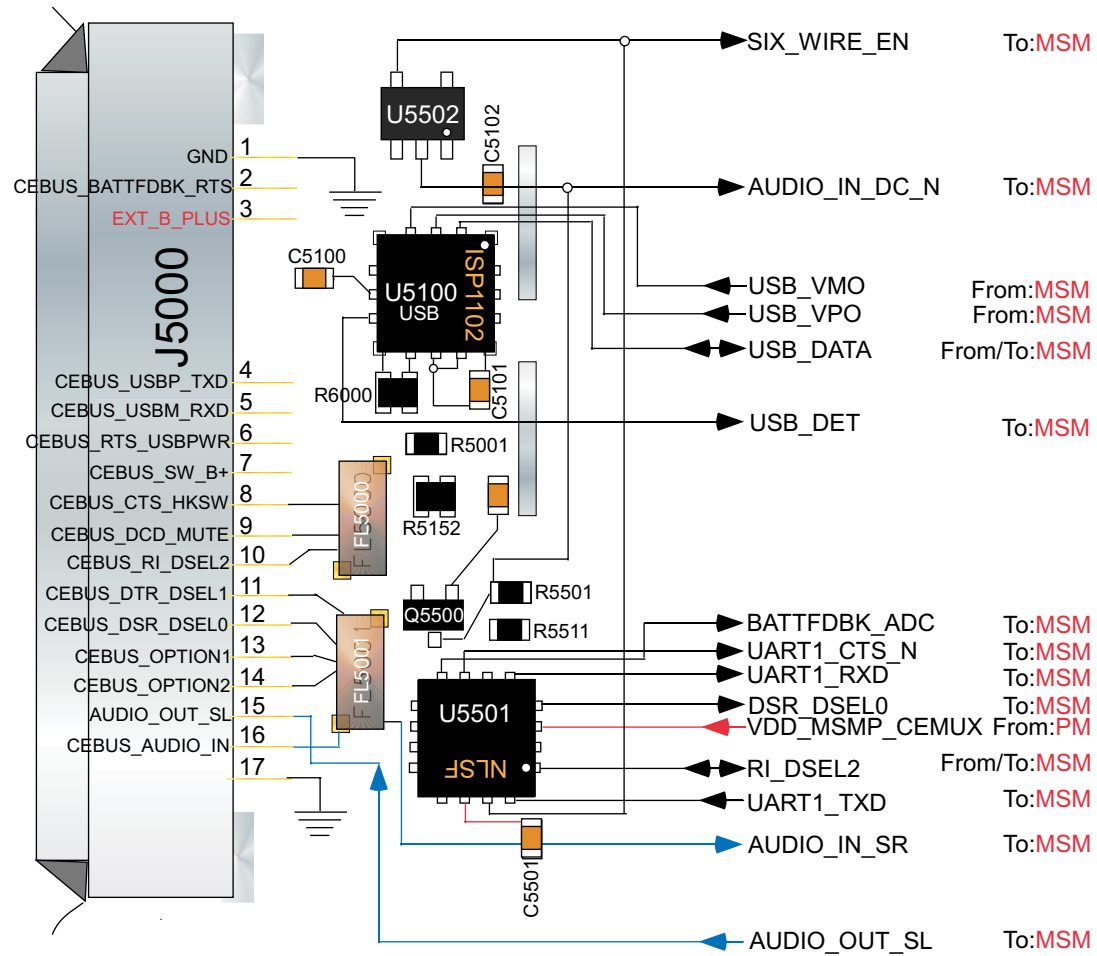 SIX_WIRE_EN To:MSM
U5502
C5102
GND 1
CEBUS_BATTFDBK_RTS 2
AUDIO_IN_DC_N To:MSM
EXT_B_PLUS 3
J5000
C5100
U5100
USB
ISP1102
USB_VMO From:MSM
USB_VPO From:MSM
USB_DATA From/To:MSM
CEBUS_USBP_TXD 4
R6000
C5101
CEBUS_USBM_RXD 5
USB_DET To:MSM
CEBUS_RTS_USBPWR 6
R5001
CEBUS_SW_B+ 7
CEBUS_CTS_HKSW 8
FL5000
R5152
CEBUS_DCD_MUTE 9
CEBUS_RI_DSEL2 10
CEBUS_DTR_DSEL1 11
R5501
Q5500
CEBUS_DSR_DSEL0 12
R5511
BATTFDBK_ADC To:MSM
CEBUS_OPTION1 13
FL5001
UART1_CTS_N To:MSM
CEBUS_OPTION2 14
UART1_RXD To:MSM
AUDIO_OUT_SL 15
U5501
DSR_DSEL0 To:MSM
VDD_MSMP_CEMUX From:PM
CEBUS_AUDIO_IN 16
NLSF
RI_DSEL2 From/To:MSM
17
UART1_TXD To:MSM
AUDIO_IN_SR To:MSM
C5501
AUDIO_OUT_SL To:MSM